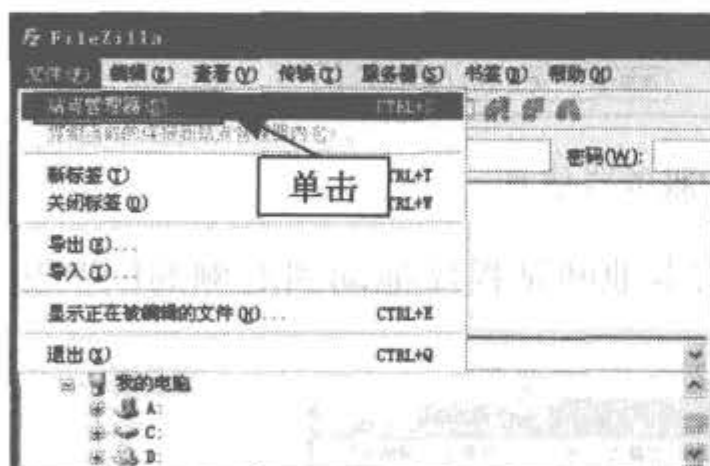 FileZilla
文件(F) 编辑(E) 查看(V) 传输(T) 服务器(S) 书签(B) 帮助(H)
站点管理器(S)... CTRL+S
密码(W):
新标签(T) CTRL+T
单击
关闭标签(O) CTRL+W
导出(E)...
导入(I)...
显示正在被编辑的文件(H)... CTRL+E
退出(X) CTRL+Q
我的电脑
A:
C:
D: